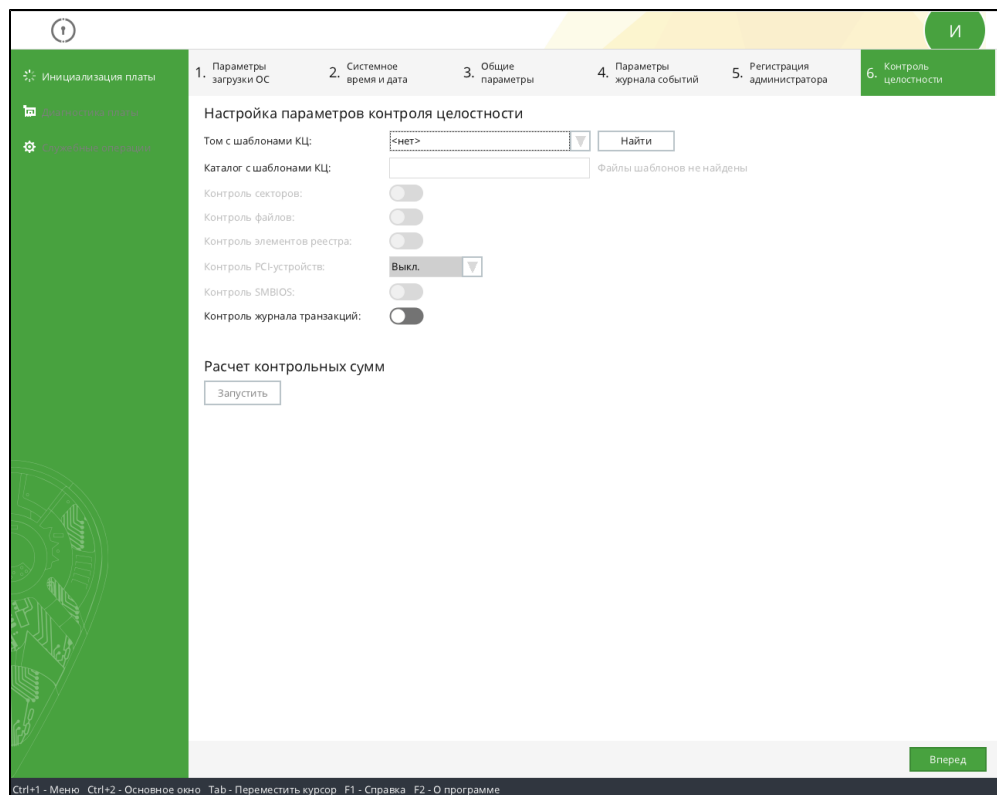 И
Инициализация платы
1. Параметры загрузки ОС
2. Системное время и дата
3. Общие параметры
4. Параметры журнала событий
5. Регистрация администратора
6. Контроль целостности
Настройка параметров контроля целостности
Том с шаблонами КЦ: <нет> Найти
Каталог с шаблонами КЦ: Файлы шаблонов не найдены
Контроль секторов:
Контроль файлов:
Контроль элементов реестра:
Контроль PCI-устройств: Выкл.
Контроль SMBIOS:
Контроль журнала транзакций:
Расчет контрольных сумм
Запустить
Вперед
Ctrl+1 - Меню Ctrl+2 - Основное окно Tab - Переместить курсор F1 - Справка F2 - О программе